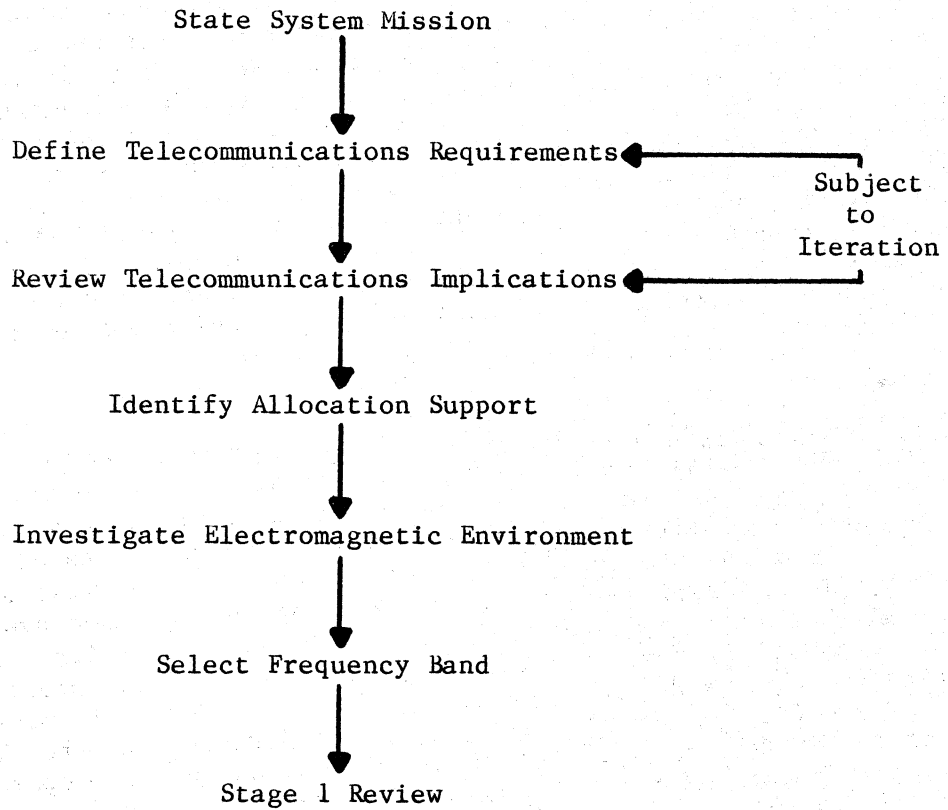 State System Mission
Define Telecommunications Requirements
Subject
to
Iteration
Review Telecommunications Implications
Identify Allocation Support
Investigate Electromagnetic Environment
Select Frequency Band
Stage 1 Review